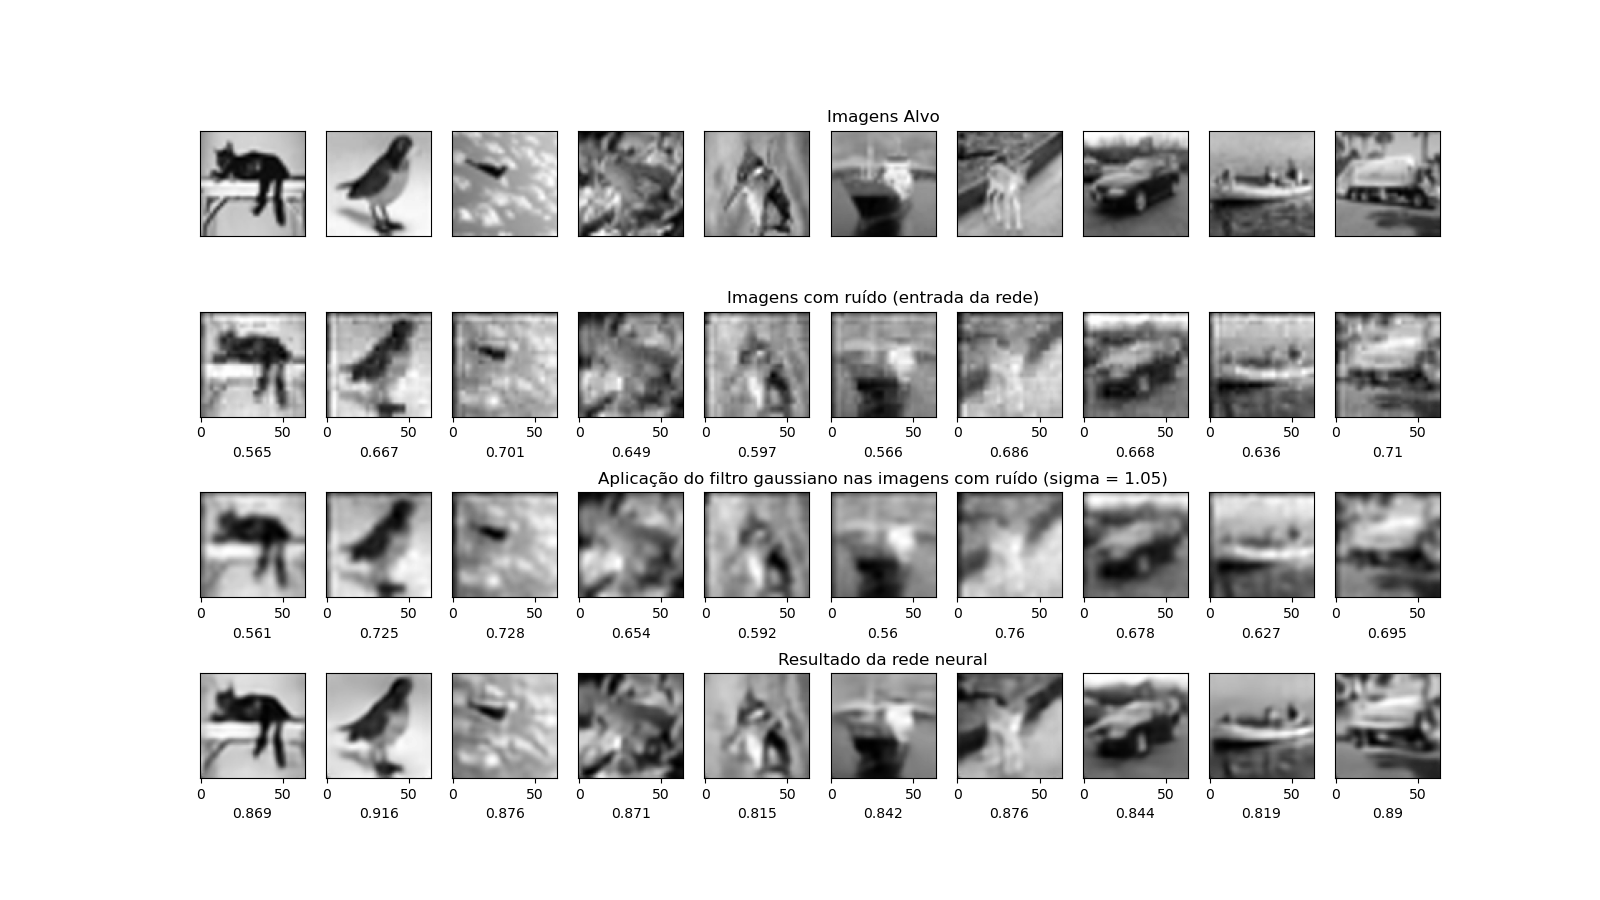 Imagens Alvo
Imagens com ruído (entrada da rede)
0 50 0 50 0 50 0 50 0 50 0 50 0 50 0 50 0 50 0 50
0.565 0.667 0.701 0.649 0.597 0.566 0.686 0.668 0.636 0.71
Aplicação do filtro gaussiano nas imagens com ruído (sigma = 1.05)
0 50 0 50 0 50 0 50 0 50 0 50 0 50 0 50 0 50 0 50
0.561 0.725 0.728 0.654 0.592 0.56 0.76 0.678 0.627 0.695
Resultado da rede neural
0 50 0 50 0 50 0 50 0 50 0 50 0 50 0 50 0 50 0 50
0.869 0.916 0.876 0.871 0.815 0.842 0.876 0.844 0.819 0.89